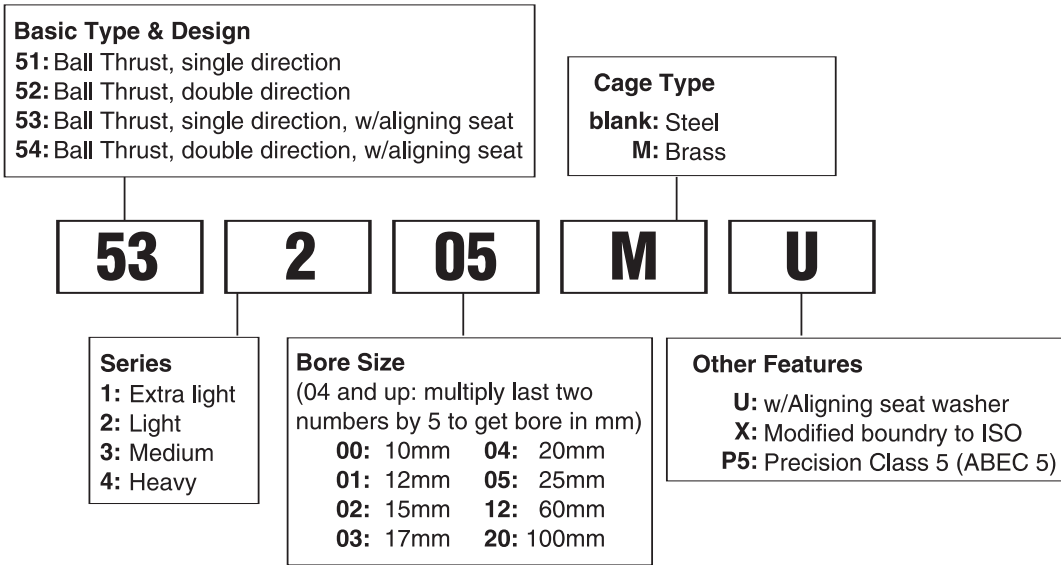 Basic Type & Design
51: Ball Thrust, single direction
52: Ball Thrust, double direction
53: Ball Thrust, single direction, w/aligning seat
54: Ball Thrust, double direction, w/aligning seat
Cage Type
blank: Steel
M: Brass
53 2 05 M U
Series
1: Extra light
2: Light
3: Medium
4: Heavy
Bore Size
(04 and up: multiply last two
numbers by 5 to get bore in mm)
00: 10mm 04: 20mm
01: 12mm 05: 25mm
02: 15mm 12: 60mm
03: 17mm 20: 100mm
Other Features
U: w/Aligning seat washer
X: Modified boundry to ISO
P5: Precision Class 5 (ABEC 5)